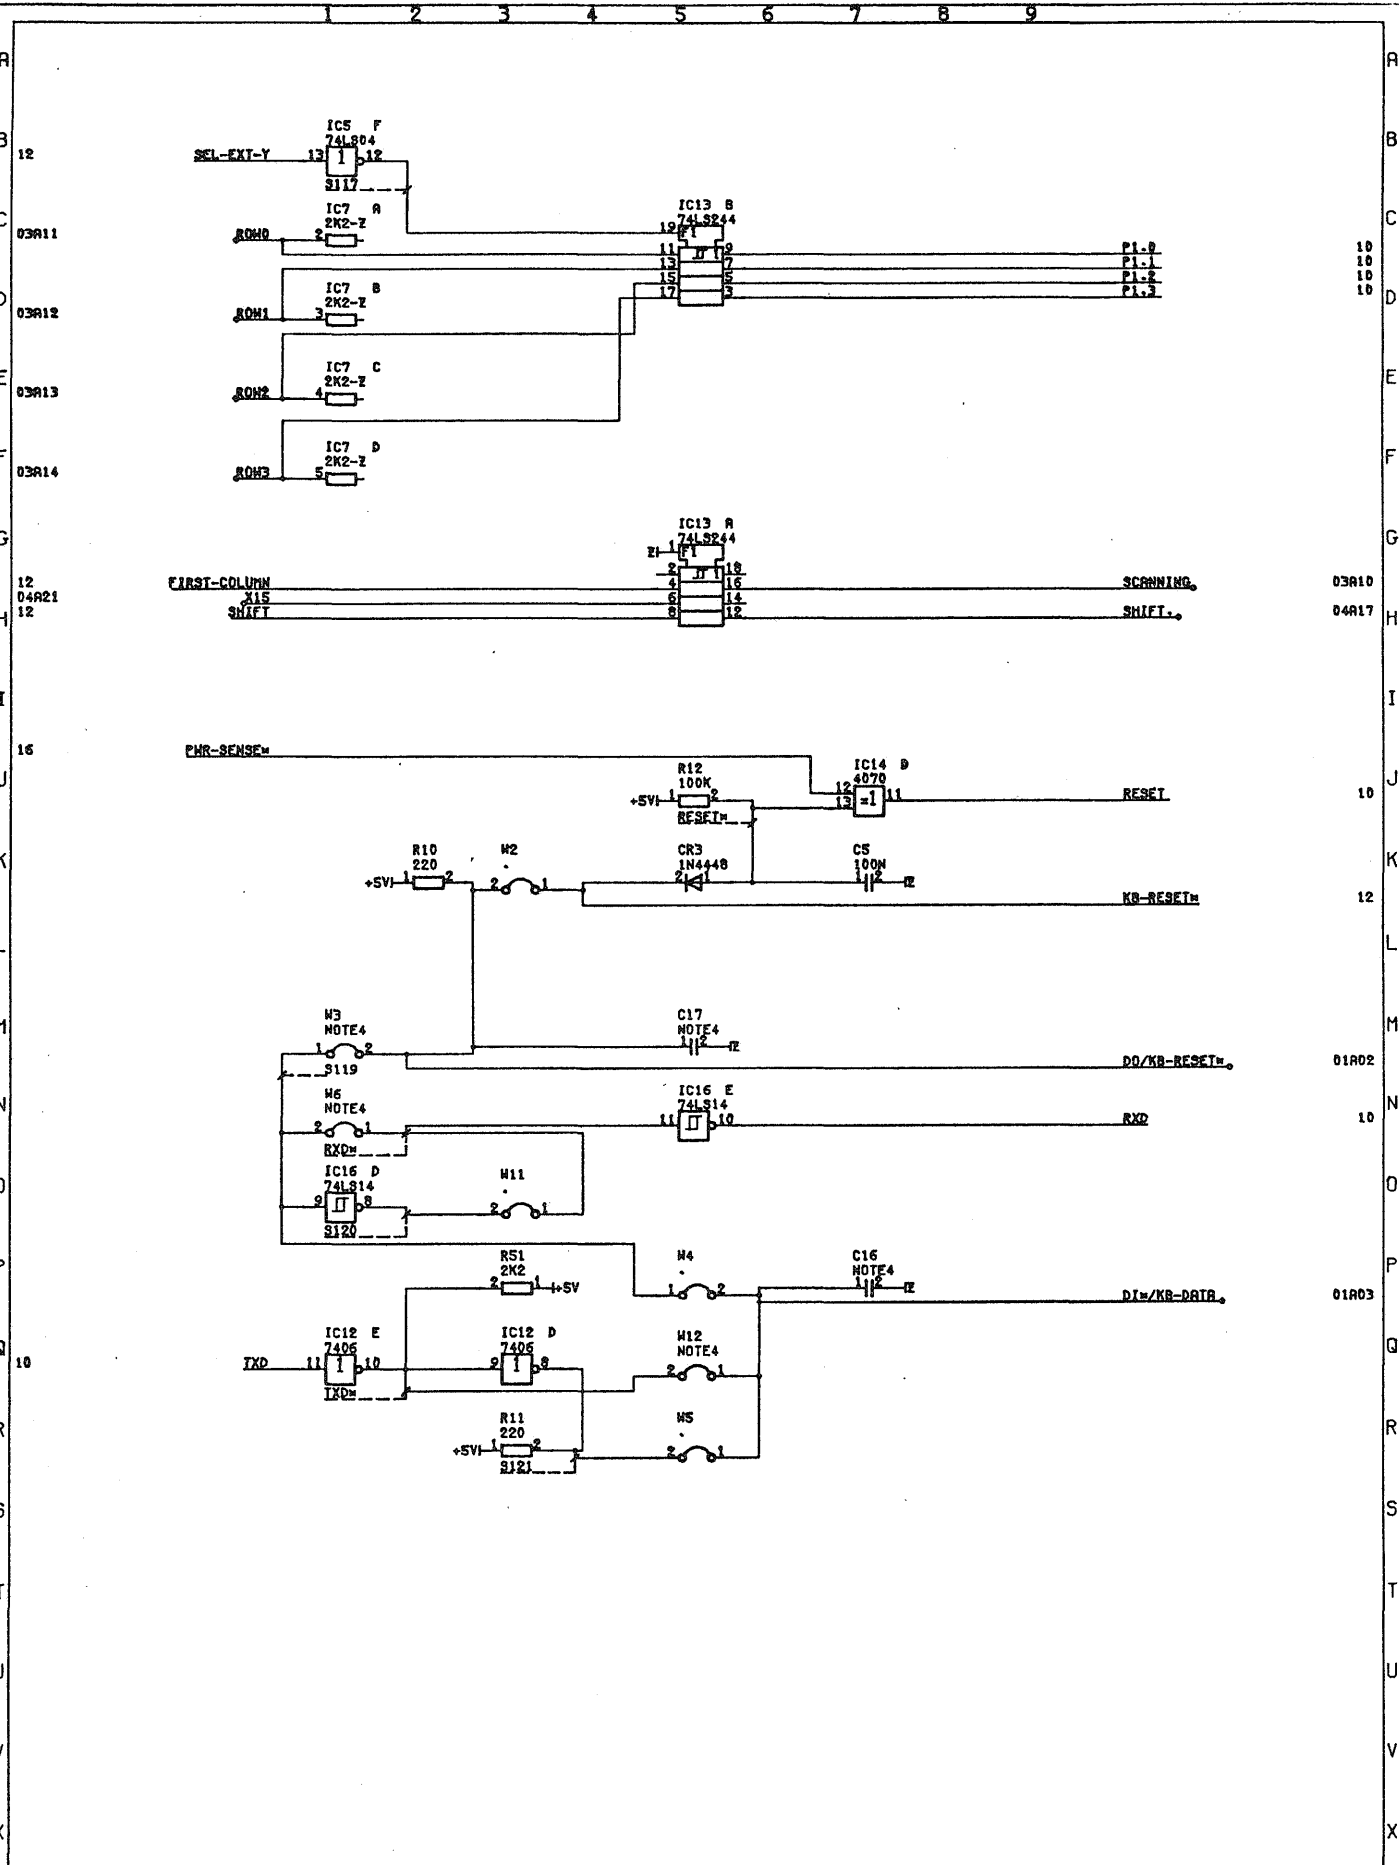 1 2 3 4 5 6 7 8 9
A A
IC5 F
74LS04
B 12 SEL-EXT-Y 13 1 12 B
S117
IC7 A
2K2-Z
IC13 B
74LS244
C 03A11 ROW0 2 19 F1 C
11 9 P1.0 10
13 7 P1.1 10
15 5 P1.2 10
17 3 P1.3 10
IC7 B
2K2-Z
D 03A12 ROW1 3 D
IC7 C
2K2-Z
E 03A13 ROW2 4 E
IC7 D
2K2-Z
F 03A14 ROW3 5 F
IC13 A
74LS244
G Z 1 F1 G
2 18
12 FIRST-COLUMN 4 16 SCANNING 03A10
04A21 X15 6 14
H 12 SHIFT 8 12 SHIFT. 04A17 H
I I
16 PWR-SENSE*
R12
100K
IC14 D
4070
J +5V 1 2 12 13 =1 11 RESET 10 J
RESET*
R10
220
W2
CR3
1N4448
C5
100N
K +5V 1 2 2 1 2 1 1 2 Z K
KB-RESET* 12
L L
W3
NOTE4
C17
NOTE4
M 1 2 1 2 Z M
S119 DO/KB-RESET* 01A02
W6
NOTE4
IC16 E
74LS14
N 2 1 11 10 RXD 10 N
RXD*
IC16 D
74LS14
W11
O 9 8 2 1 O
S120
R51
2K2
W4
C16
NOTE4
P 2 1 +5V 1 2 1 2 Z P
DI*/KB-DATA 01A03
IC12 E
7406
IC12 D
7406
W12
NOTE4
Q 10 TXD 11 1 10 9 1 8 2 1 Q
TXD*
R11
220
W5
R +5V 1 2 2 1 R
S121
S S
T T
U U
V V
X X